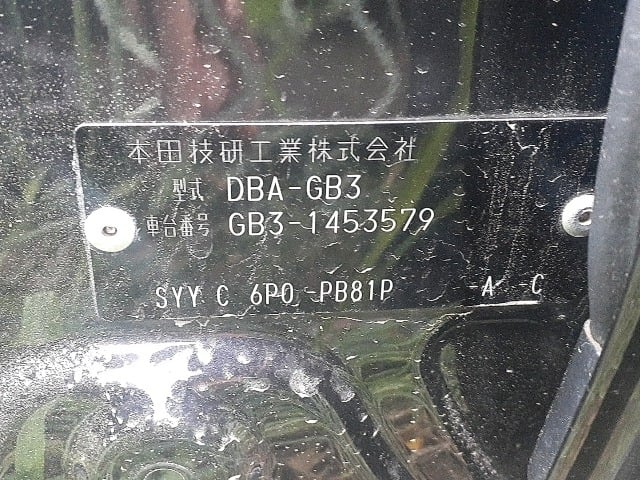 本田技研工業株式会社
型式 DBA-GB3
車台番号 GB3-1453579
SYY C 6P0 -PB81P -A C